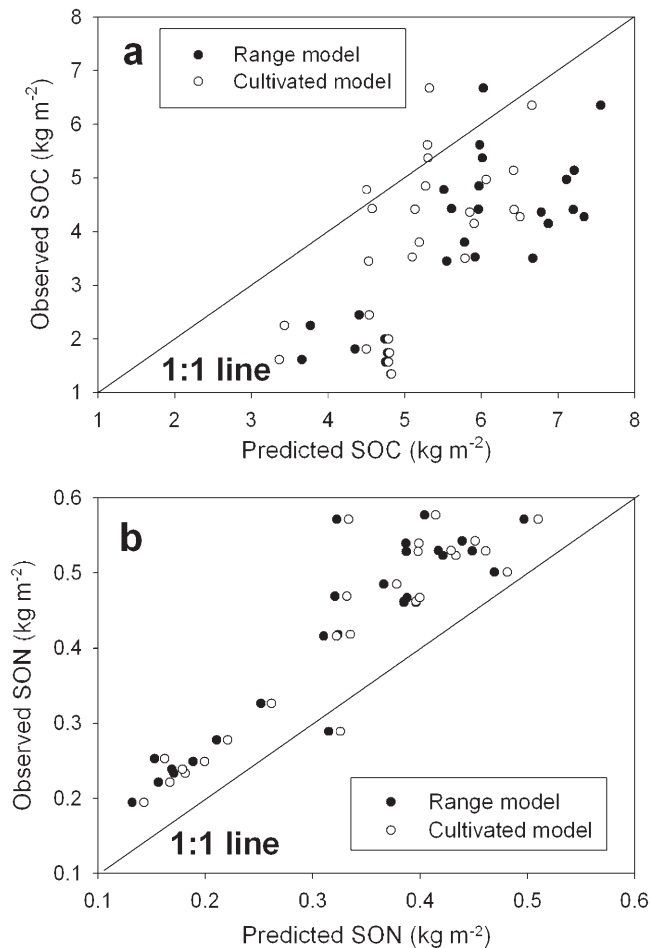 8
7
6
5
4
3
2
1
Observed SOC (kg m⁻²)
a
Range model
Cultivated model
1:1 line
1 2 3 4 5 6 7 8
Predicted SOC (kg m⁻²)
0.6
0.5
0.4
0.3
0.2
0.1
Observed SON (kg m⁻²)
b
Range model
Cultivated model
1:1 line
0.1 0.2 0.3 0.4 0.5 0.6
Predicted SON (kg m⁻²)